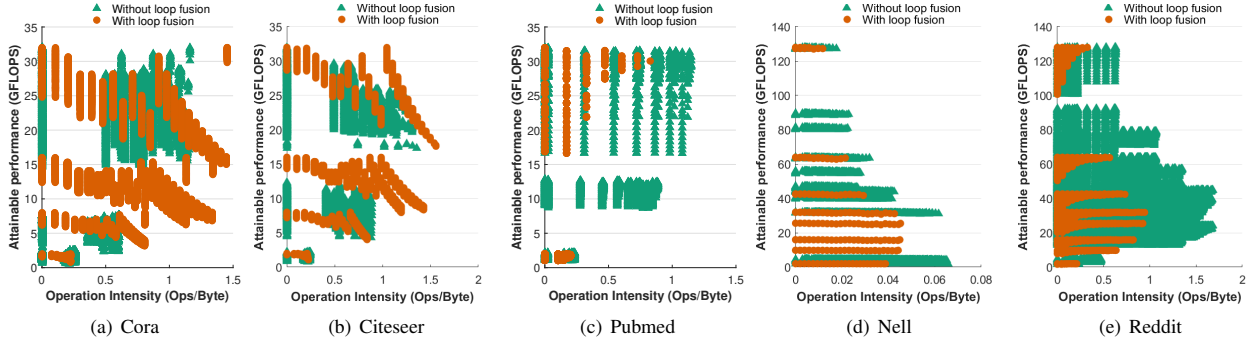 Without loop fusion
With loop fusion
35
30
25
20
15
10
5
0
Attainable performance (GFLOPS)
0
0.5
1
1.5
Operation Intensity (Ops/Byte)
(a) Cora
Without loop fusion
With loop fusion
35
30
25
20
15
10
5
0
Attainable performance (GFLOPS)
0
0.5
1
1.5
2
Operation Intensity (Ops/Byte)
(b) Citeseer
Without loop fusion
With loop fusion
35
30
25
20
15
10
5
0
Attainable performance (GFLOPS)
0
0.5
1
1.5
Operation Intensity (Ops/Byte)
(c) Pubmed
Without loop fusion
With loop fusion
140
120
100
80
60
40
20
0
Attainable performance (GFLOPS)
0
0.02
0.04
0.06
0.08
Operation Intensity (Ops/Byte)
(d) Nell
Without loop fusion
With loop fusion
140
120
100
80
60
40
20
0
Attainable performance (GFLOPS)
0
0.5
1
1.5
2
Operation Intensity (Ops/Byte)
(e) Reddit